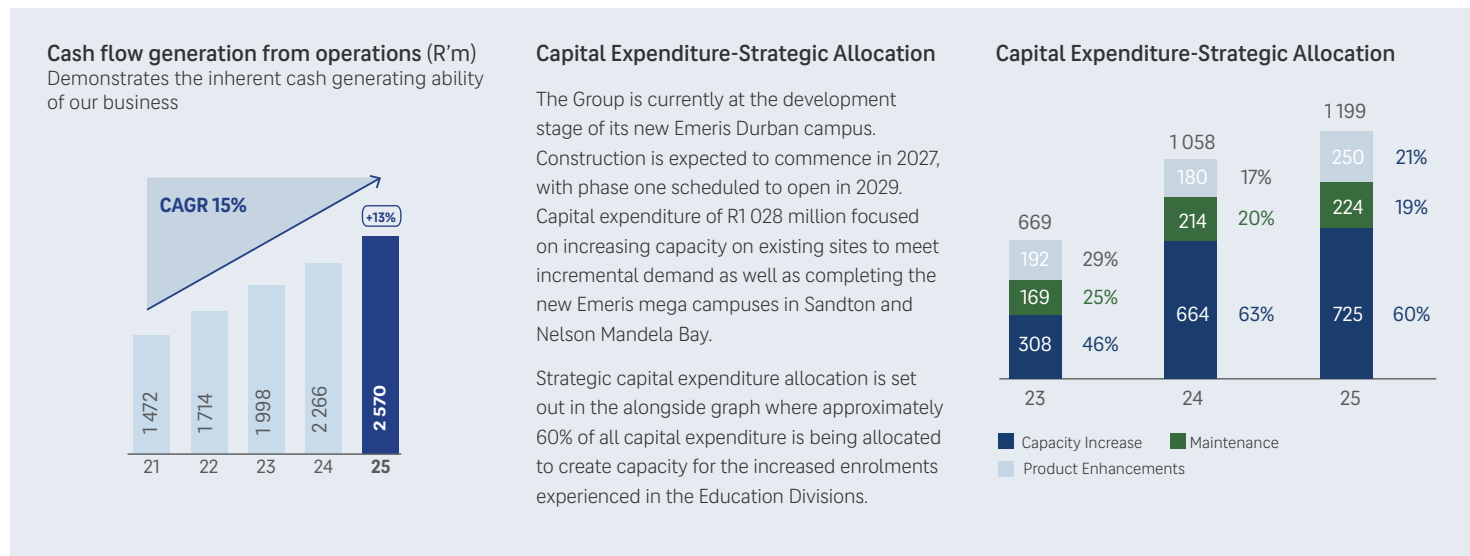 Cash flow generation from operations (R’m)
Demonstrates the inherent cash generating ability
of our business
CAGR 15%
+13%
1 472
1 714
1 998
2 266
2 570
21
22
23
24
25
Capital Expenditure-Strategic Allocation
The Group is currently at the development
stage of its new Emeris Durban campus.
Construction is expected to commence in 2027,
with phase one scheduled to open in 2029.
Capital expenditure of R1 028 million focused
on increasing capacity on existing sites to meet
incremental demand as well as completing the
new Emeris mega campuses in Sandton and
Nelson Mandela Bay.
Strategic capital expenditure allocation is set
out in the alongside graph where approximately
60% of all capital expenditure is being allocated
to create capacity for the increased enrolments
experienced in the Education Divisions.
Capital Expenditure-Strategic Allocation
669
192 29%
169 25%
308 46%
23
1 058
180 17%
214 20%
664 63%
24
1 199
250 21%
224 19%
725 60%
25
Capacity Increase
Maintenance
Product Enhancements